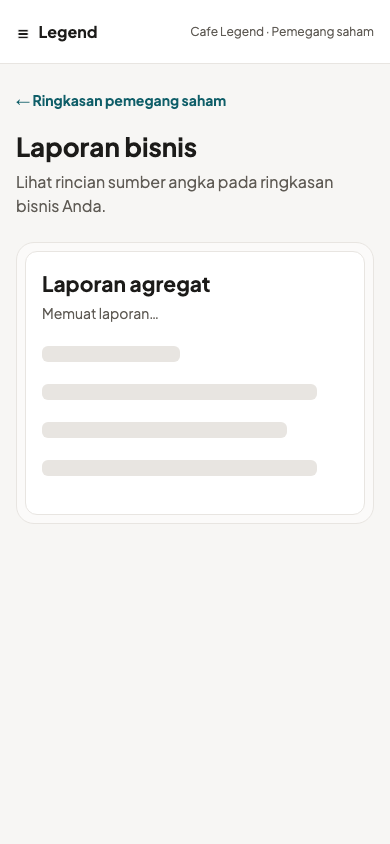 ≡ Legend
Cafe Legend · Pemegang saham
← Ringkasan pemegang saham
Laporan bisnis
Lihat rincian sumber angka pada ringkasan
bisnis Anda.
Laporan agregat
Memuat laporan…